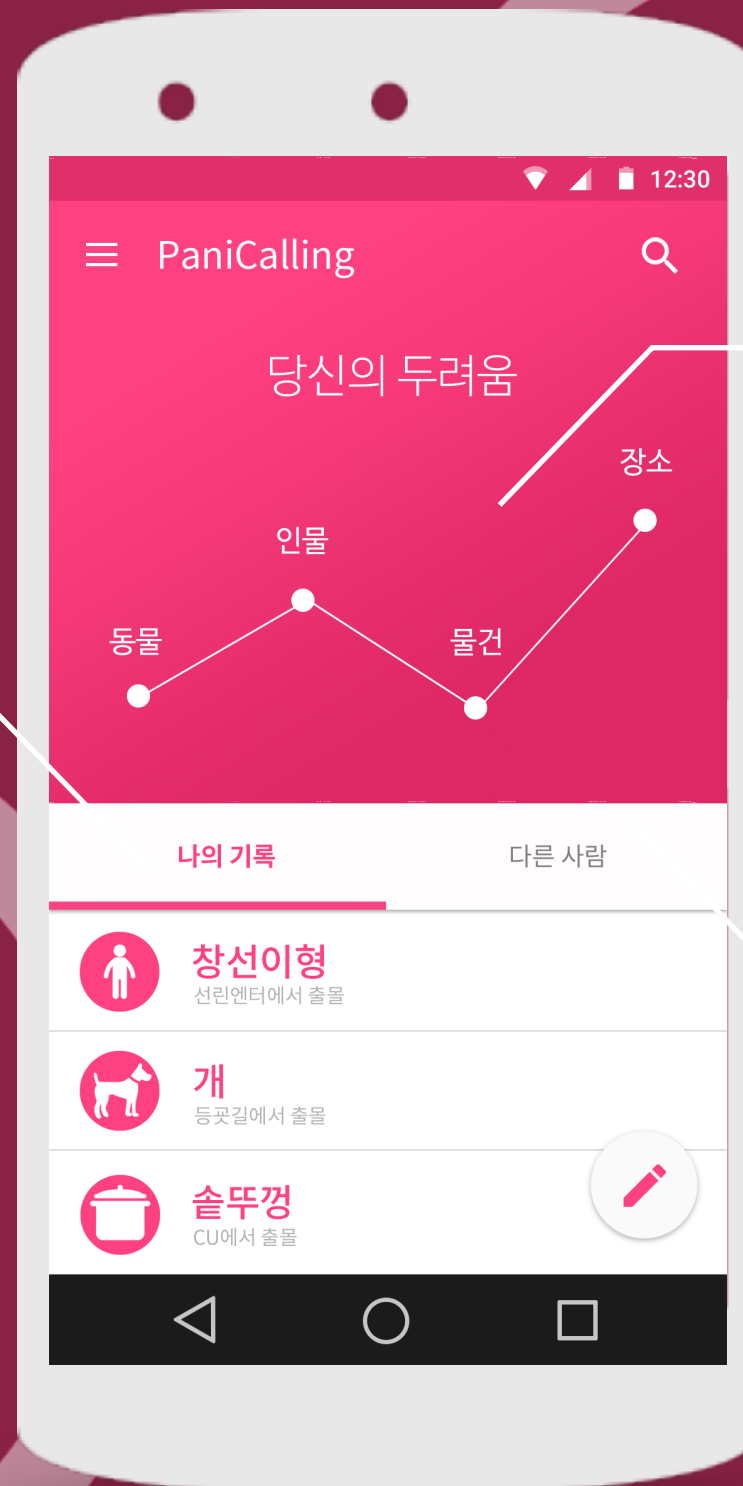 12:30
PaniCalling
당신의 두려움
장소
인물
동물
물건
나의 기록
다른 사람
창선이형
선린엔터에서 출몰
개
등굣길에서 출몰
솥뚜껑
CU에서 출몰